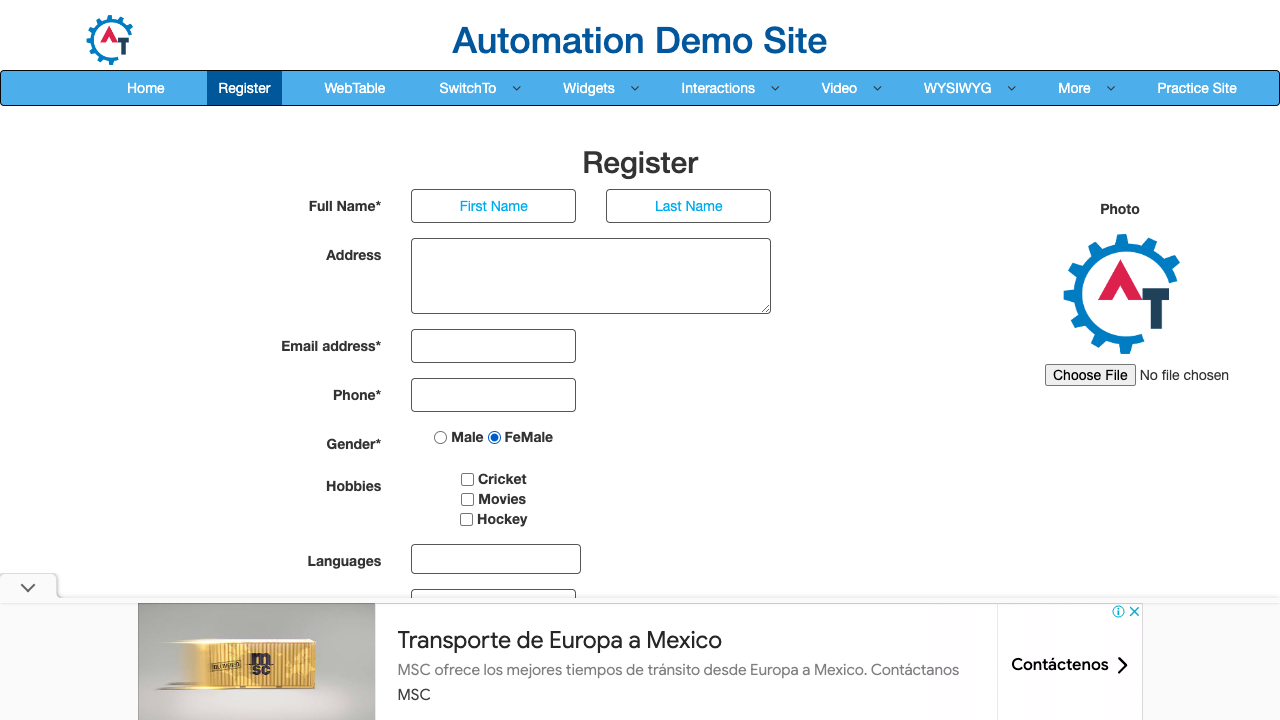 Automation Demo Site
Home Register WebTable SwitchTo Widgets Interactions Video WYSIWYG More Practice Site
Register
Full Name* First Name Last Name
Photo
Address
Email address*
Choose File No file chosen
Phone*
Gender* Male FeMale
Hobbies Cricket
Movies
Hockey
Languages
Transporte de Europa a Mexico
MSC ofrece los mejores tiempos de tránsito desde Europa a Mexico. Contáctanos
MSC
Contáctenos
msc